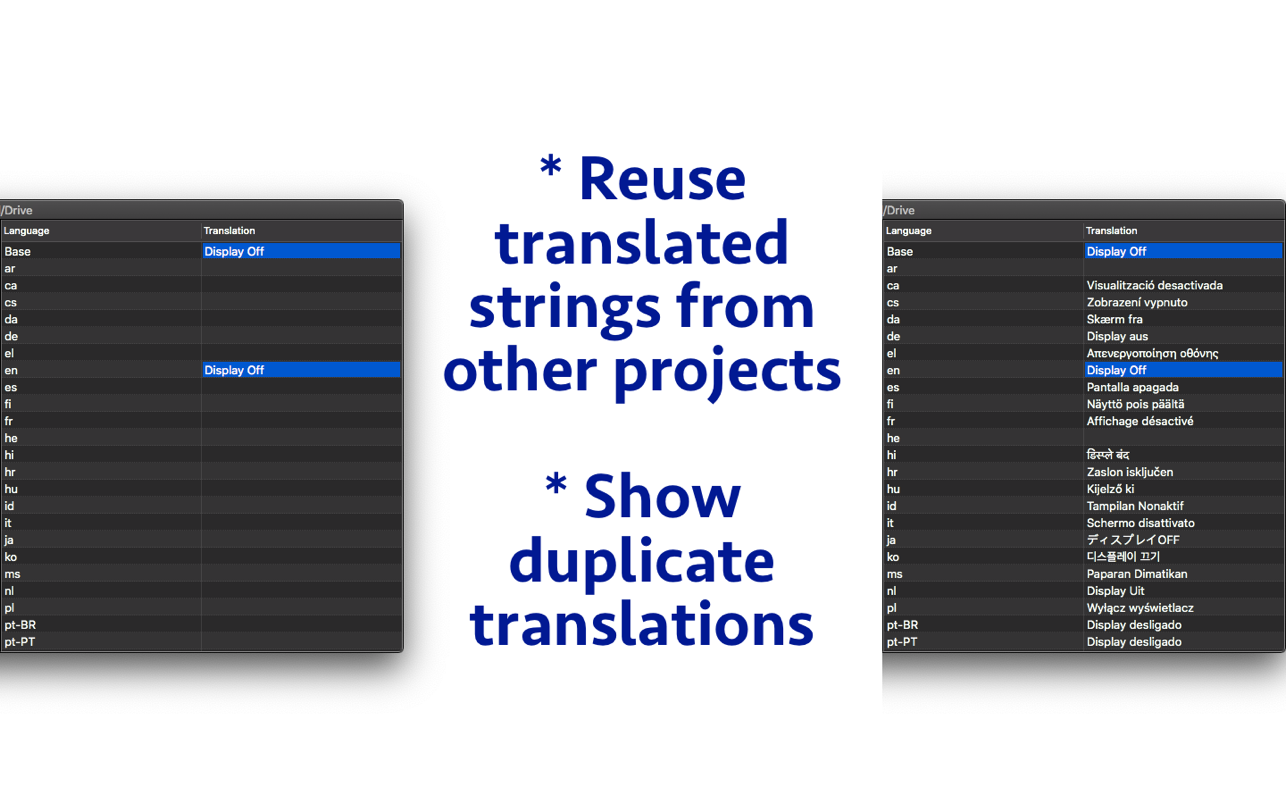 /Drive
Language Translation
Base Display Off
ar
ca
cs
da
de
el
en Display Off
es
fi
fr
he
hi
hr
hu
id
it
ja
ko
ms
nl
pl
pt-BR
pt-PT
* Reuse
translated
strings from
other projects
* Show
duplicate
translations
/Drive
Language Translation
Base Display Off
ar
ca Visualització desactivada
cs Zobrazení vypnuto
da Skærm fra
de Display aus
el Απενεργοποίηση οθόνης
en Display Off
es Pantalla apagada
fi Näyttö pois päältä
fr Affichage désactivé
he
hi डिस्प्ले बंद
hr Zaslon isključen
hu Kijelző ki
id Tampilan Nonaktif
it Schermo disattivato
ja ディスプレイOFF
ko 디스플레이 끄기
ms Paparan Dimatikan
nl Display Uit
pl Wyłącz wyświetlacz
pt-BR Display desligado
pt-PT Display desligado